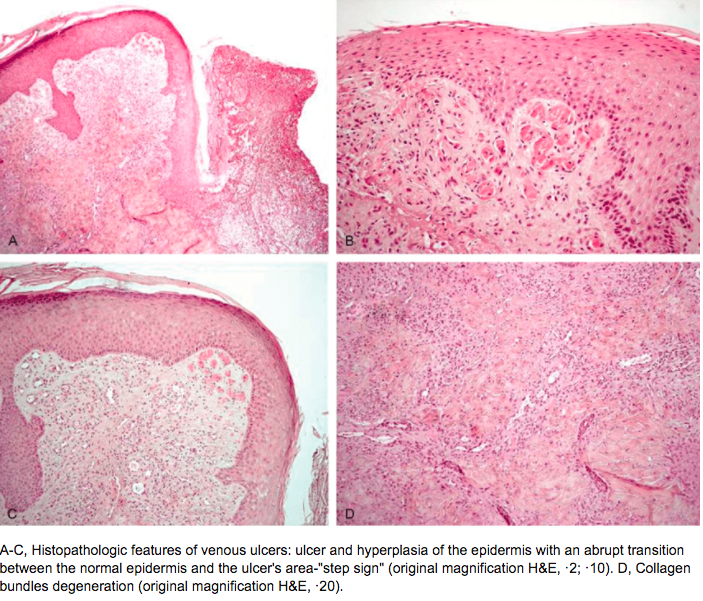 A
B
C
D
A-C, Histopathologic features of venous ulcers: ulcer and hyperplasia of the epidermis with an abrupt transition
between the normal epidermis and the ulcer's area-"step sign" (original magnification H&E, ·2; ·10). D, Collagen
bundles degeneration (original magnification H&E, ·20).